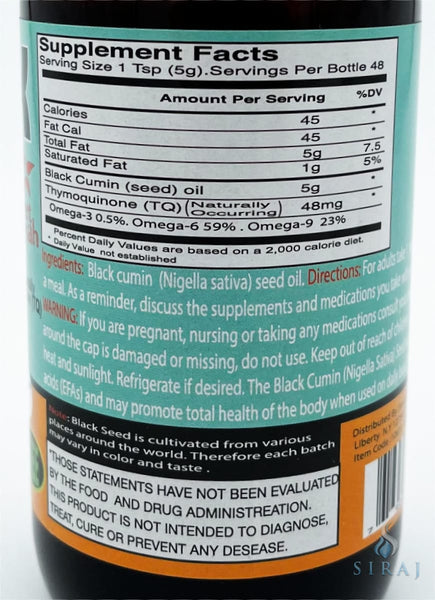 Supplement Facts
Serving Size 1 Tsp (5g).Servings Per Bottle 48
Amount Per Serving %DV
Calories 45 *
Fat Cal 45 *
Total Fat 5g 7.5
Saturated Fat 1g 5%
Black Cumin (seed) oil 5g *
Thymoquinone (TQ) (Naturally Occurring) 48mg *
Omega-3 0.5%. Omega-6 59% . Omega-9 23%
Percent Daily Values are based on a 2,000 calorie diet.
* Daily Value not established
Ingredients: Black cumin (Nigella sativa) seed oil. Directions: For adults take
a meal. As a reminder, discuss the supplements and medications you take
WARNING: If you are pregnant, nursing or taking any medications consult your
around the cap is damaged or missing, do not use. Keep out of reach of
heat and sunlight. Refrigerate if desired. The Black Cumin (Nigella Sativa)
acids (EFAs) and may promote total health of the body when used on daily
Note: Black Seed is cultivated from various
places around the world. Therefore each batch
may vary in color and taste .
*THOSE STATEMENTS HAVE NOT BEEN EVALUATED
BY THE FOOD AND DRUG ADMINISTREATION.
THIS PRODUCT IS NOT INTENDED TO DIAGNOSE,
TREAT, CURE OR PREVENT ANY DESEASE.
Distributed By
Liberty, NY
Item Code:
SIRAJ